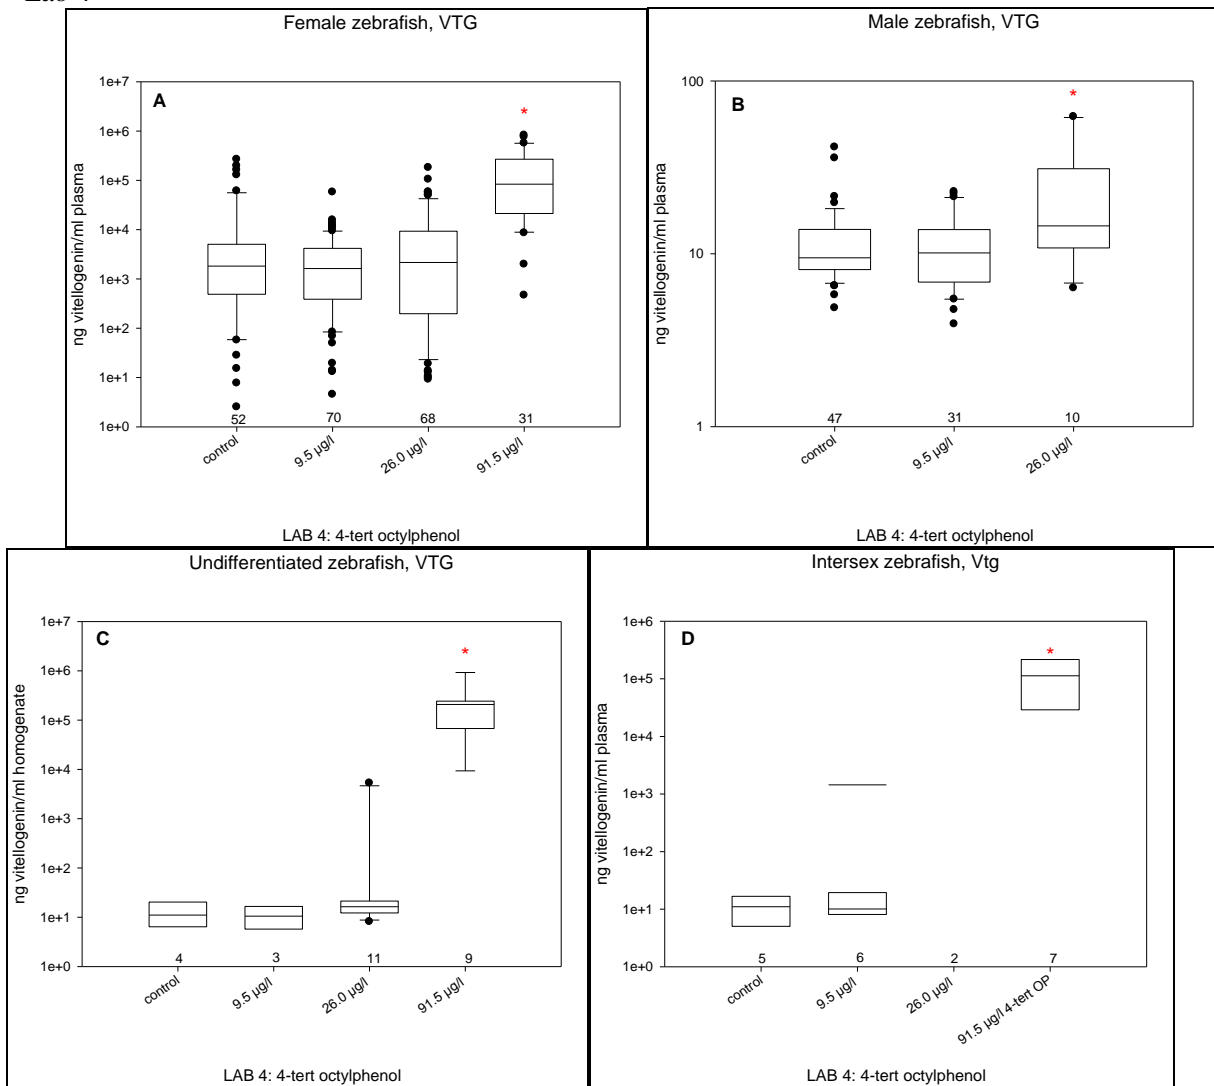 Female zebrafish, VTG
A
*
ng vitellogenin/ml plasma
1e+7
1e+6
1e+5
1e+4
1e+3
1e+2
1e+1
1e+0
52 70 68 31
control 9.5 µg/l 26.0 µg/l 91.5 µg/l
LAB 4: 4-tert octylphenol
Male zebrafish, VTG
B
*
ng vitellogenin/ml plasma
100
10
1
47 31 10
control 9.5 µg/l 26.0 µg/l
LAB 4: 4-tert octylphenol
Undifferentiated zebrafish, VTG
C
*
ng vitellogenin/ml homogenate
1e+7
1e+6
1e+5
1e+4
1e+3
1e+2
1e+1
1e+0
4 3 11 9
control 9.5 µg/l 26.0 µg/l 91.5 µg/l
LAB 4: 4-tert octylphenol
Intersex zebrafish, Vtg
D
*
ng vitellogenin/ml plasma
1e+6
1e+5
1e+4
1e+3
1e+2
1e+1
1e+0
5 6 2 7
control 9.5 µg/l 26.0 µg/l 91.5 µg/l 4-tert OP
LAB 4: 4-tert octylphenol